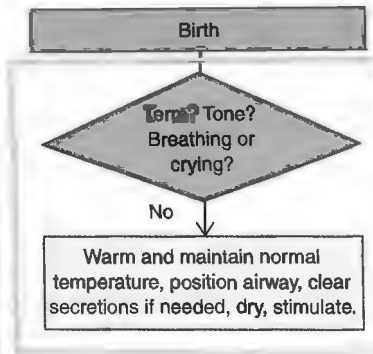 Birth
Term? Tone?
Breathing or
crying?
No
Warm and maintain normal
temperature, position airway, clear
secretions if needed, dry, stimulate.